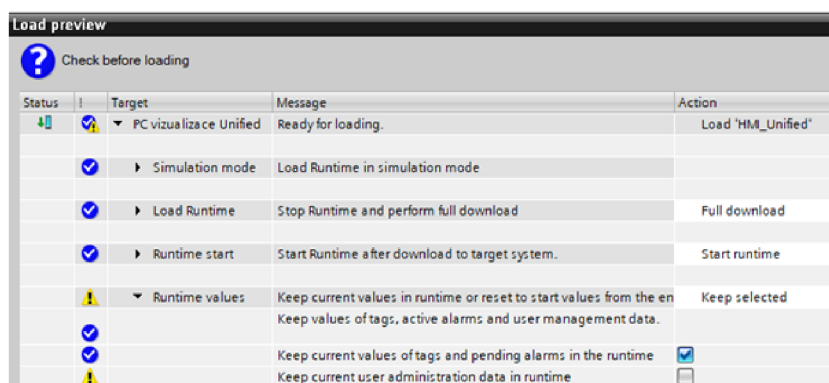 Load preview
Check before loading
Status ! Target Message Action
PC vizualizace Unified Ready for loading. Load 'HMI_Unified'
Simulation mode Load Runtime in simulation mode
Load Runtime Stop Runtime and perform full download Full download
Runtime start Start Runtime after download to target system. Start runtime
Runtime values Keep current values in runtime or reset to start values from the en Keep selected
Keep values of tags, active alarms and user management data.
Keep current values of tags and pending alarms in the runtime
Keep current user administration data in runtime